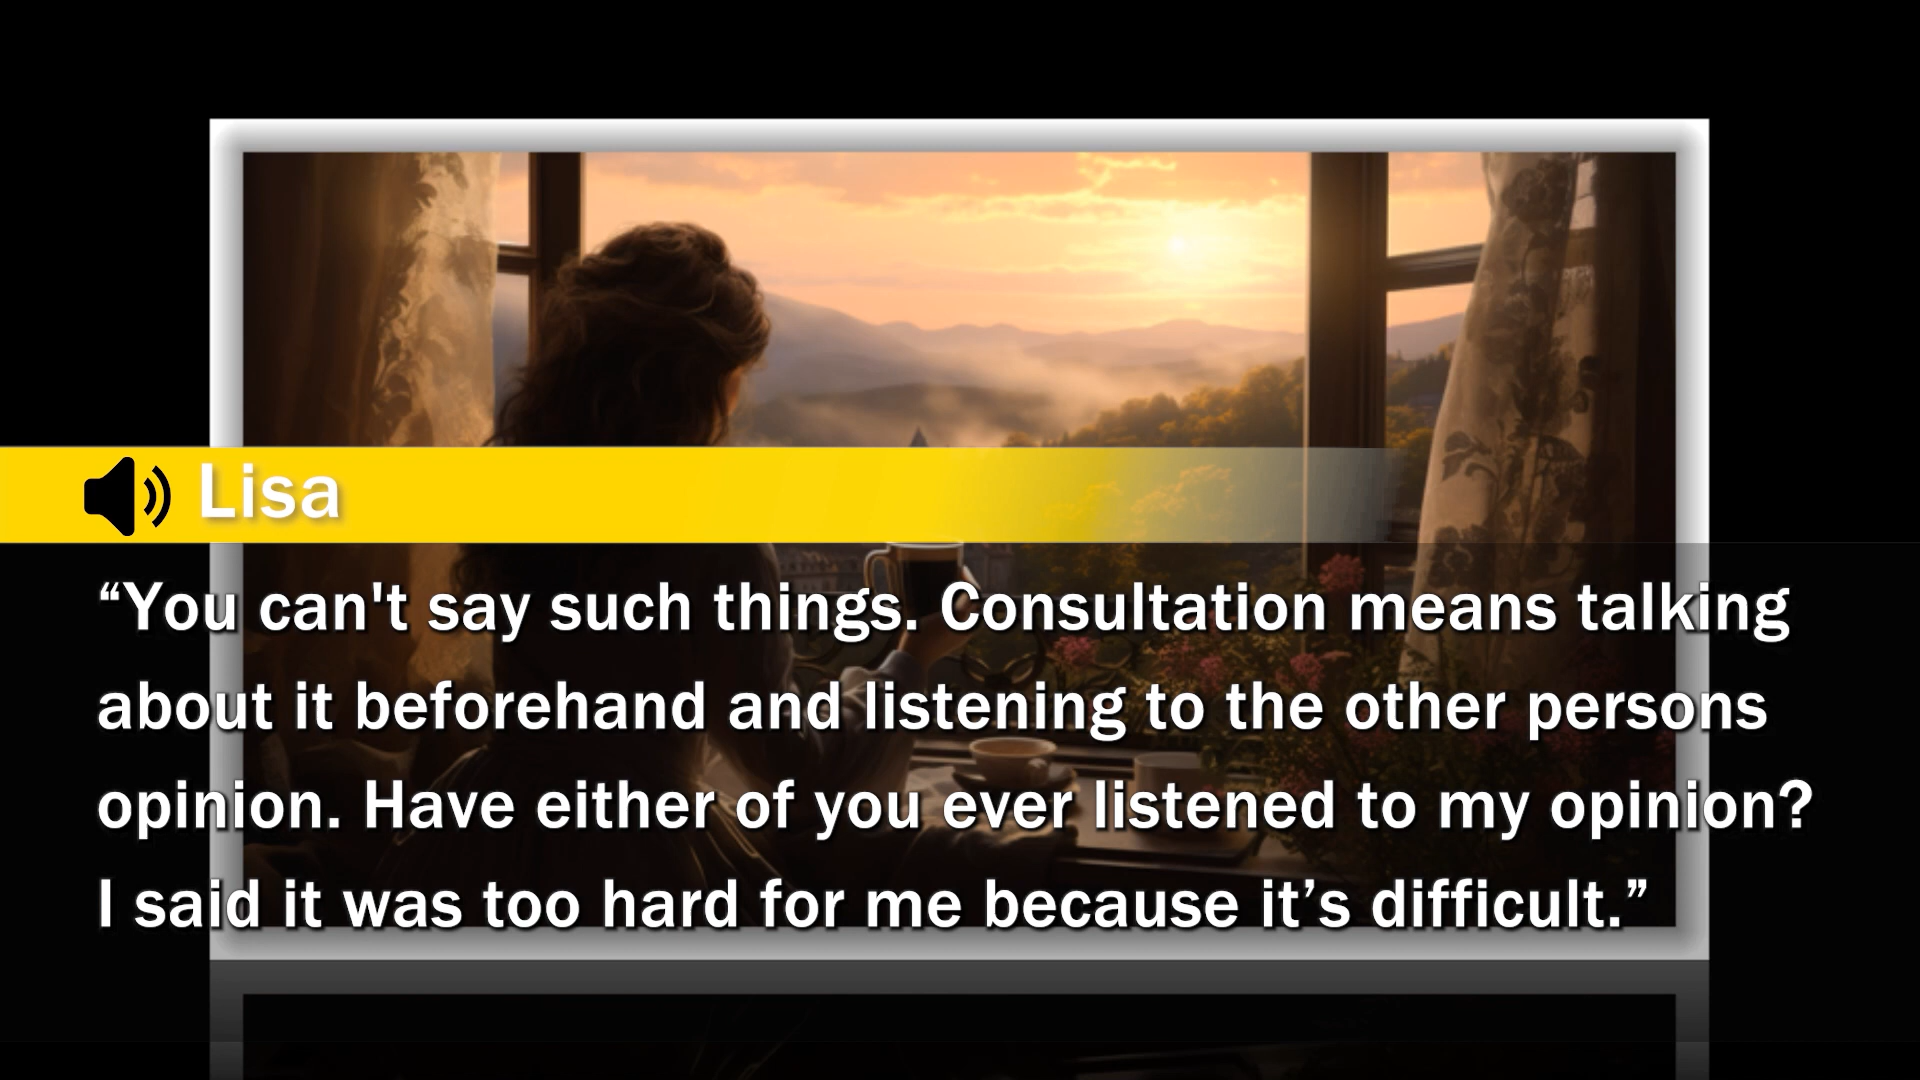 Lisa
“You can't say such things. Consultation means talking
about it beforehand and listening to the other persons
opinion. Have either of you ever listened to my opinion?
I said it was too hard for me because it’s difficult.”